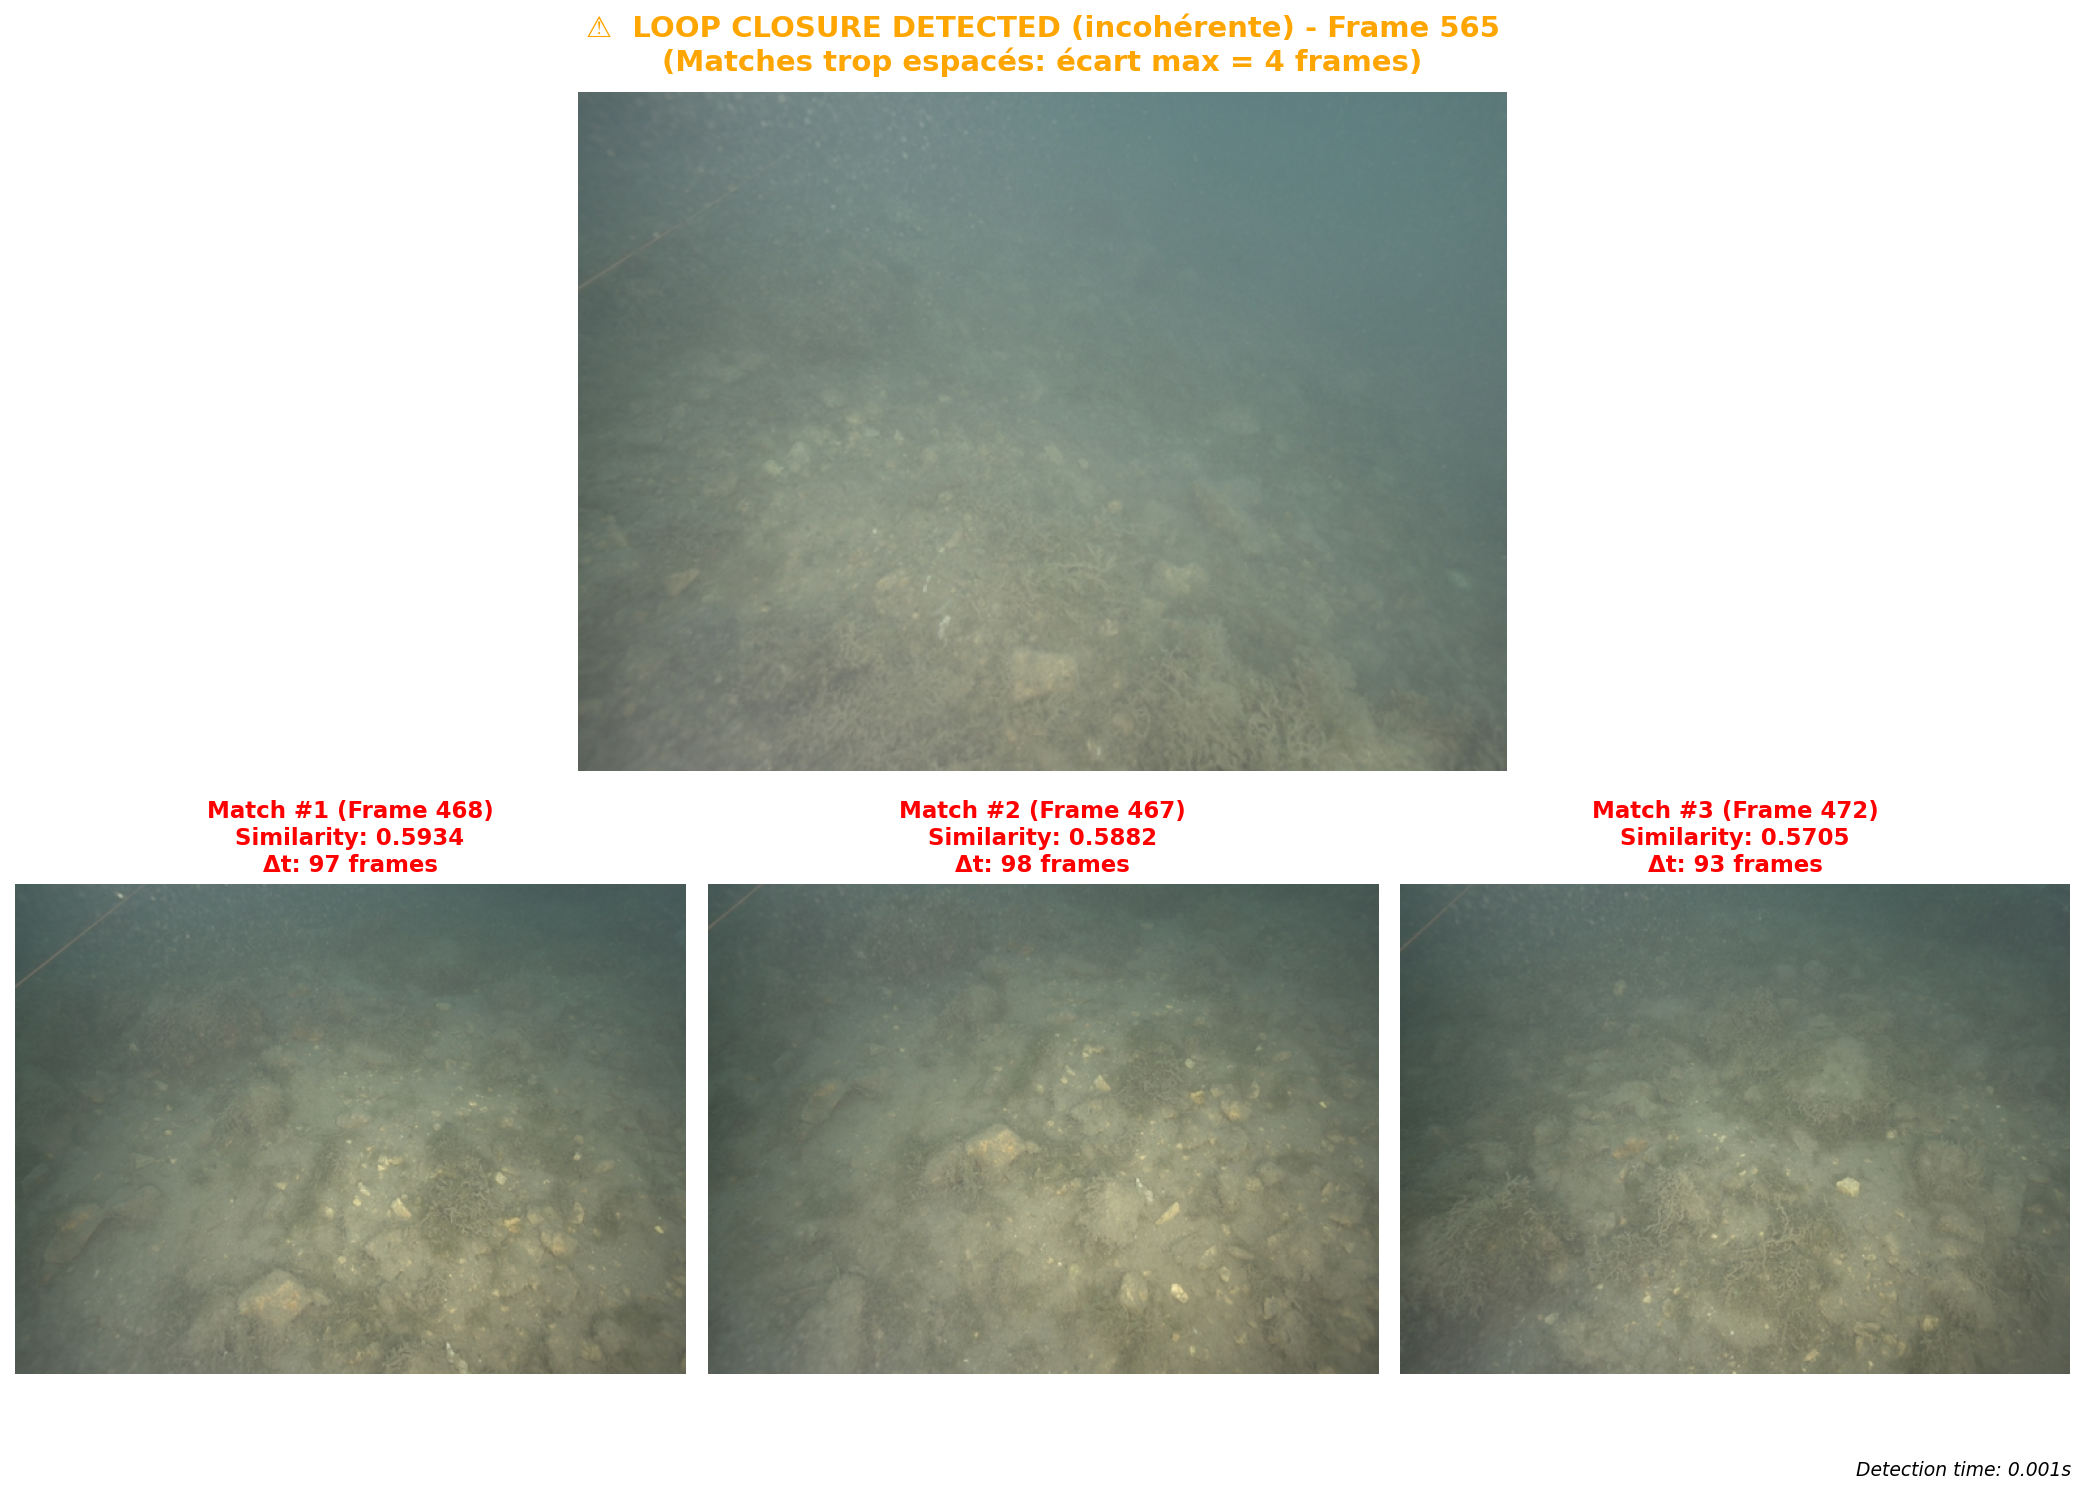 ⚠ LOOP CLOSURE DETECTED (incohérente) - Frame 565
(Matches trop espacés: écart max = 4 frames)
Match #1 (Frame 468)
Similarity: 0.5934
Δt: 97 frames
Match #2 (Frame 467)
Similarity: 0.5882
Δt: 98 frames
Match #3 (Frame 472)
Similarity: 0.5705
Δt: 93 frames
Detection time: 0.001s